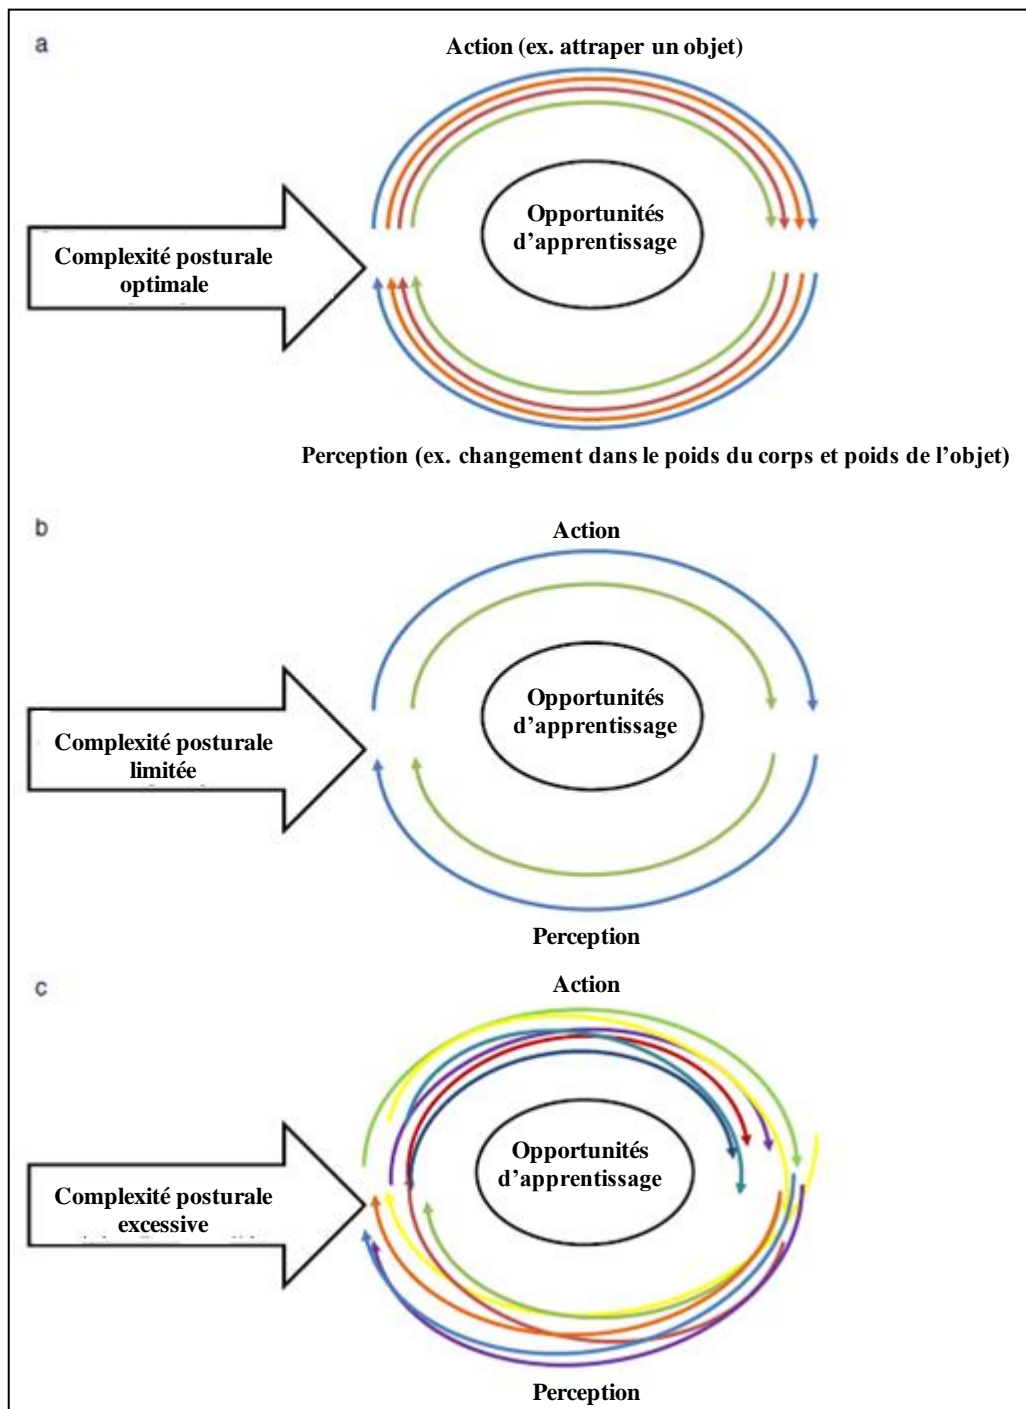 a
Action (ex. attraper un objet)
Opportunités
d’apprentissage
Complexité posturale
optimale
Perception (ex. changement dans le poids du corps et poids de l’objet)
b
Action
Opportunités
d’apprentissage
Complexité posturale
limitée
Perception
c
Action
Opportunités
d’apprentissage
Complexité posturale
excessive
Perception